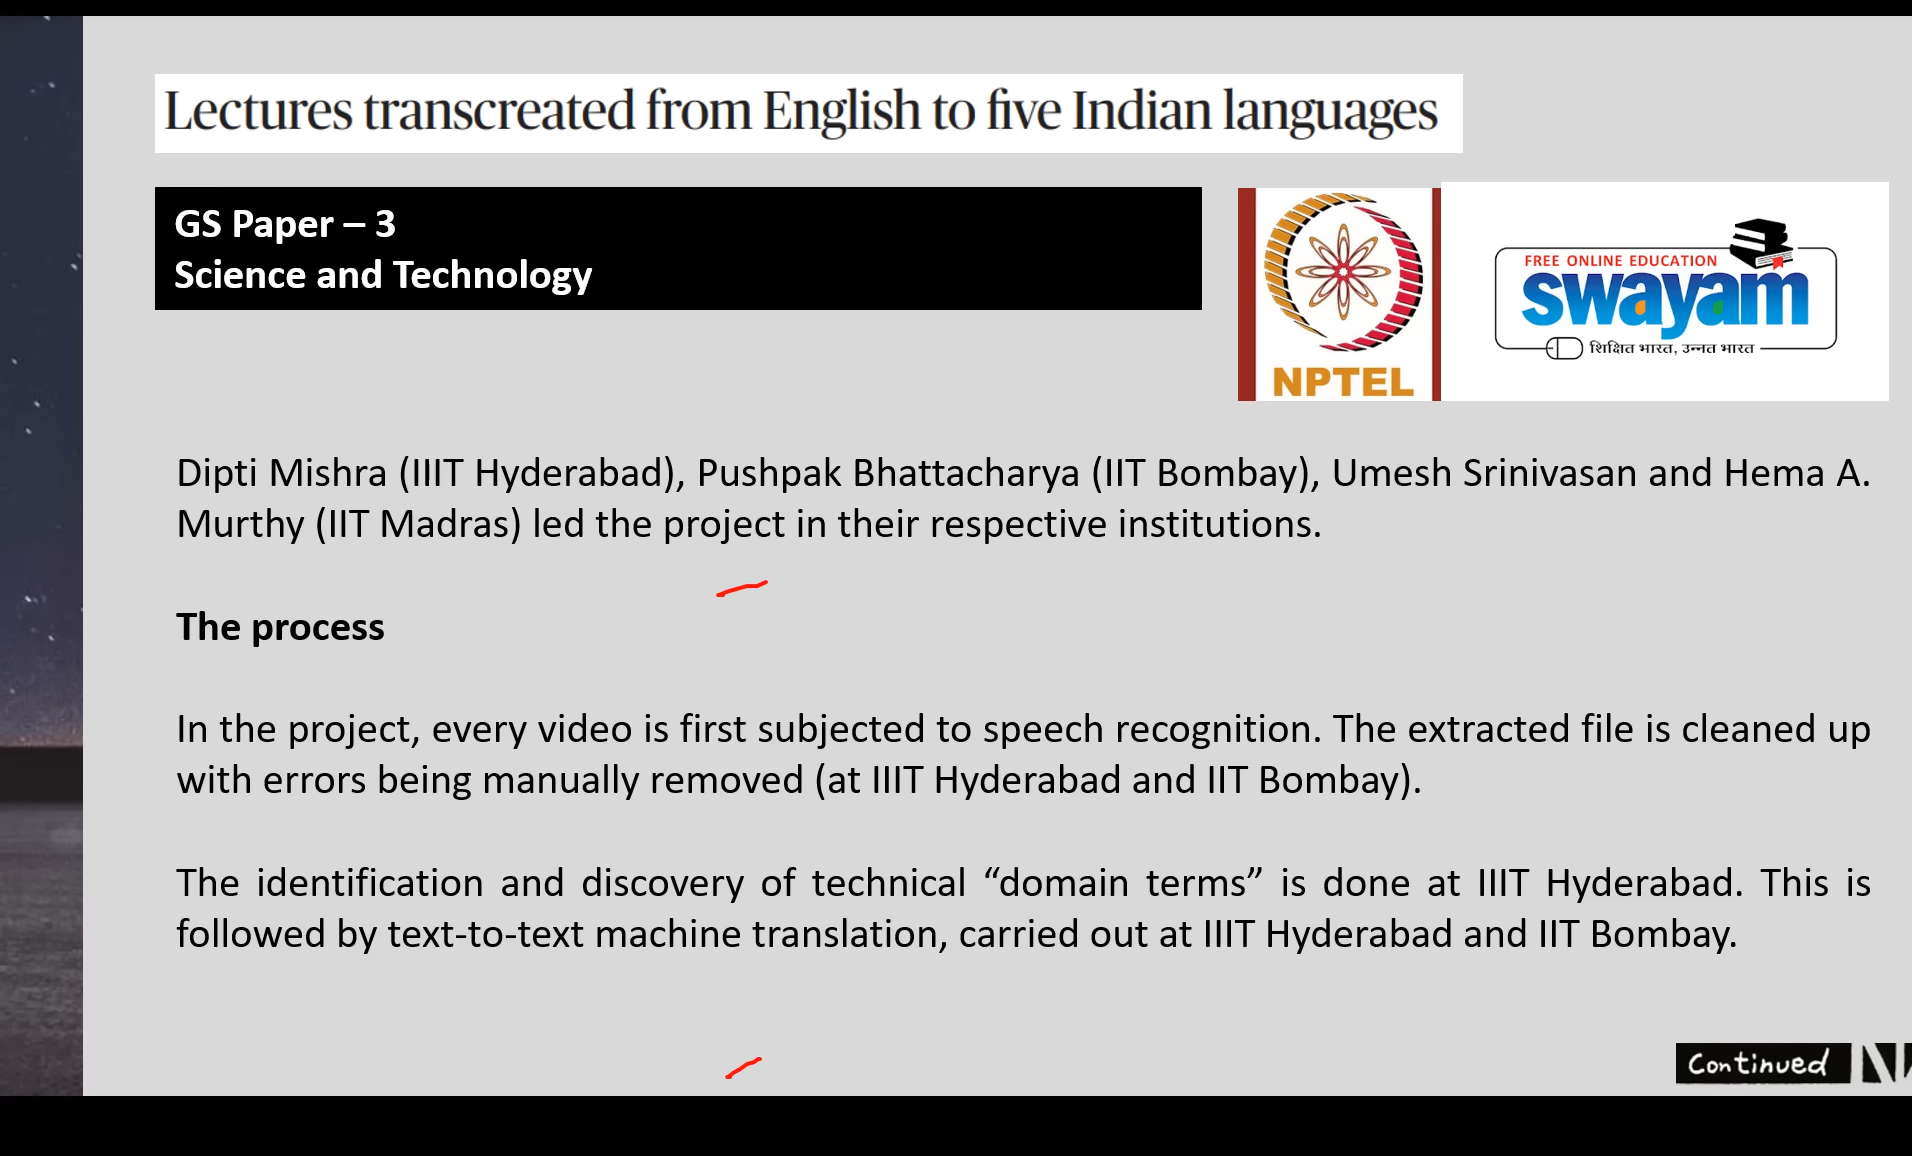 Lectures transcreated from English to five Indian languages
GS Paper – 3
Science and Technology
NPTEL
FREE ONLINE EDUCATION
swayam
शिक्षित भारत, उन्नत भारत
Dipti Mishra (IIIT Hyderabad), Pushpak Bhattacharya (IIT Bombay), Umesh Srinivasan and Hema A.
Murthy (IIT Madras) led the project in their respective institutions.
The process
In the project, every video is first subjected to speech recognition. The extracted file is cleaned up
with errors being manually removed (at IIIT Hyderabad and IIT Bombay).
The identification and discovery of technical “domain terms” is done at IIIT Hyderabad. This is
followed by text-to-text machine translation, carried out at IIIT Hyderabad and IIT Bombay.
Continued